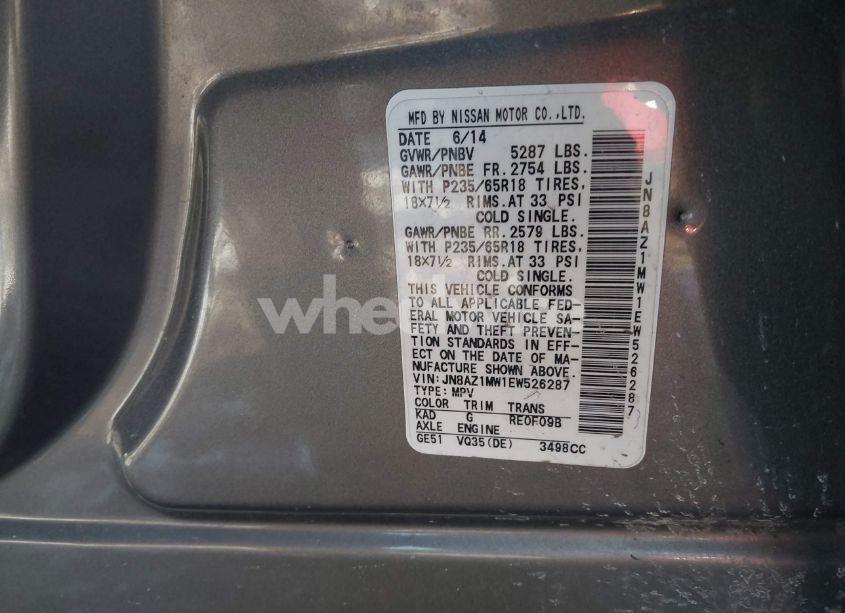 MFD BY NISSAN MOTOR CO.,LTD.
DATE 6/14
GVWR/PNBV 5287 LBS.
GAWR/PNBE FR. 2754 LBS.
WITH P235/65R18 TIRES,
18×7½ RIMS. AT 33 PSI
COLD SINGLE.
GAWR/PNBE RR. 2579 LBS.
WITH P235/65R18 TIRES,
18×7½ RIMS. AT 33 PSI
COLD SINGLE.
THIS VEHICLE CONFORMS
TO ALL APPLICABLE FED-
ERAL MOTOR VEHICLE SA-
FETY AND THEFT PREVEN-
TION STANDARDS IN EFF-
ECT ON THE DATE OF MA-
NUFACTURE SHOWN ABOVE.
VIN: JN8AZ1MW1EW526287
TYPE: MPV
COLOR TRIM TRANS
KAD G RE0F09B
AXLE ENGINE
GE51 VQ35(DE) 3498CC
JN8AZ1MW1EW526287